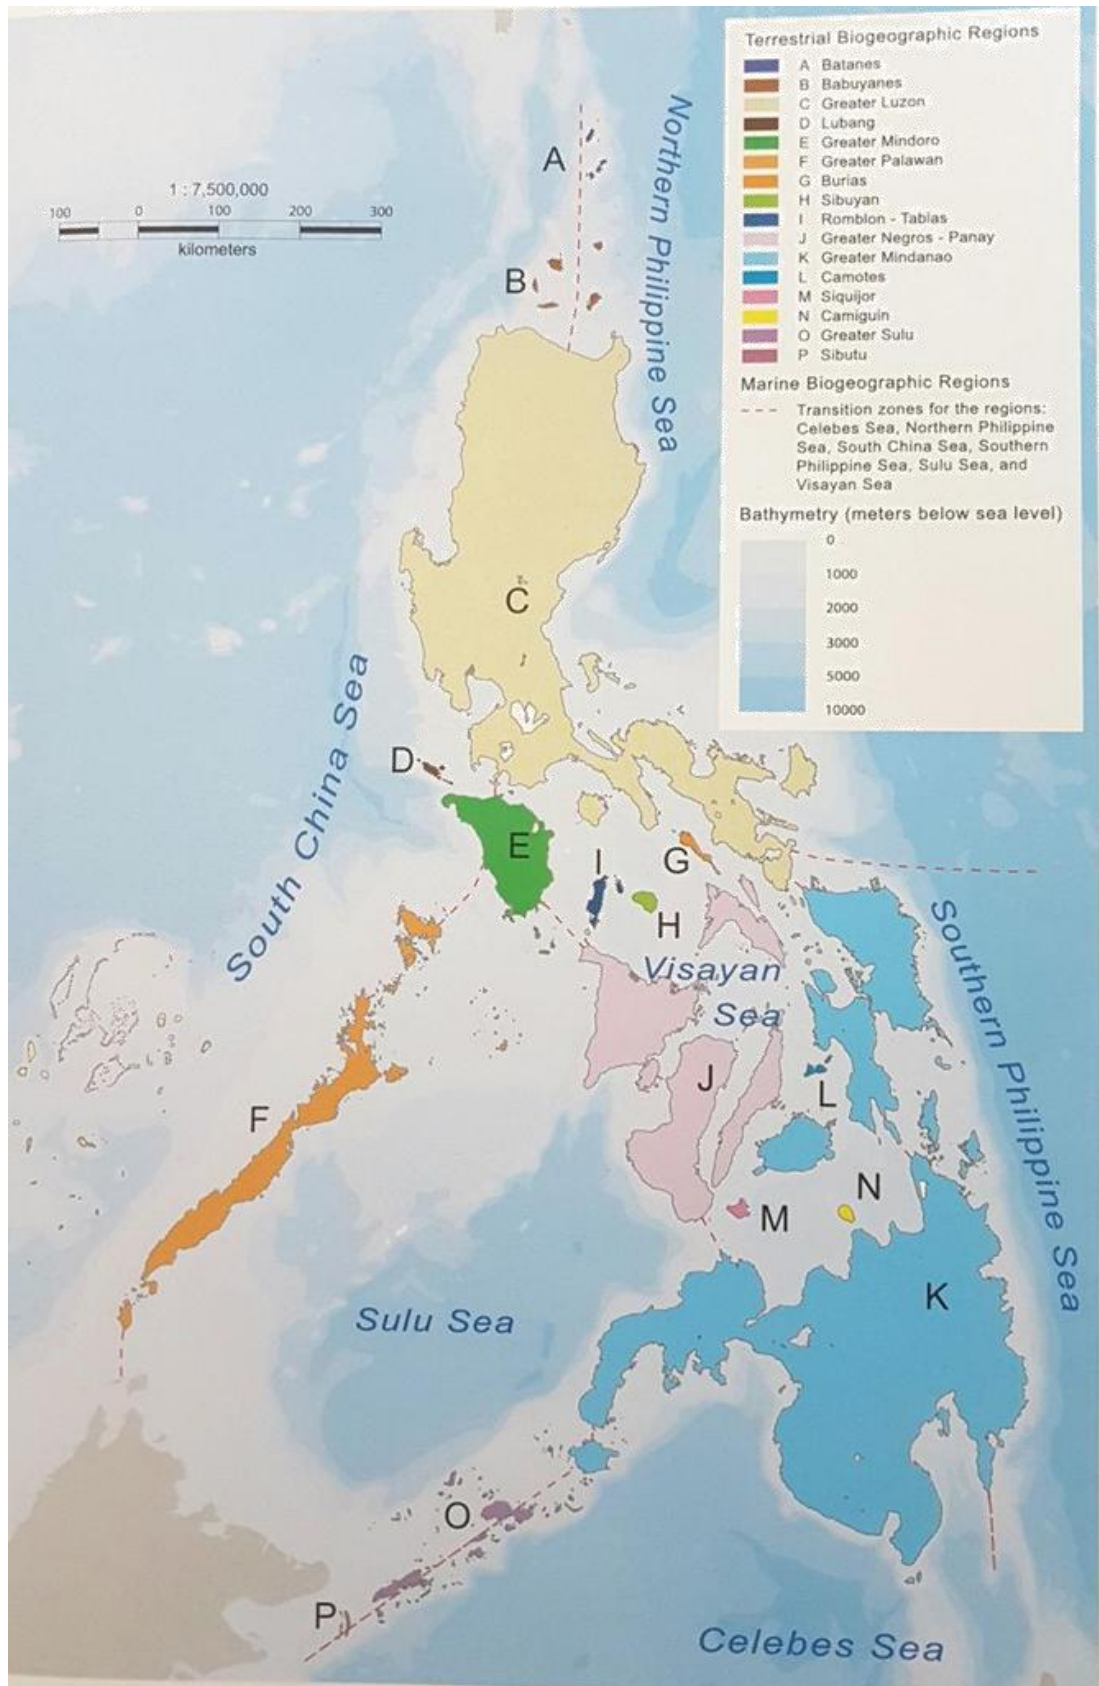 Terrestrial Biogeographic Regions
A Batanes
B Babuyanes
C Greater Luzon
D Lubang
E Greater Mindoro
F Greater Palawan
G Burias
H Sibuyan
I Romblon - Tablas
J Greater Negros - Panay
K Greater Mindanao
L Camotes
M Siquijor
N Camiguin
O Greater Sulu
P Sibutu
Marine Biogeographic Regions
Transition zones for the regions:
Celebes Sea, Northern Philippine
Sea, South China Sea, Southern
Philippine Sea, Sulu Sea, and
Visayan Sea
Bathymetry (meters below sea level)
0
1000
2000
3000
5000
10000
1 : 7,500,000
100 0 100 200 300
kilometers
Northern Philippine Sea
A
B
C
South China Sea
D
E
I
G
H
Visayan
Sea
Southern Philippine Sea
F
J
L
N
M
K
Sulu Sea
O
P
Celebes Sea